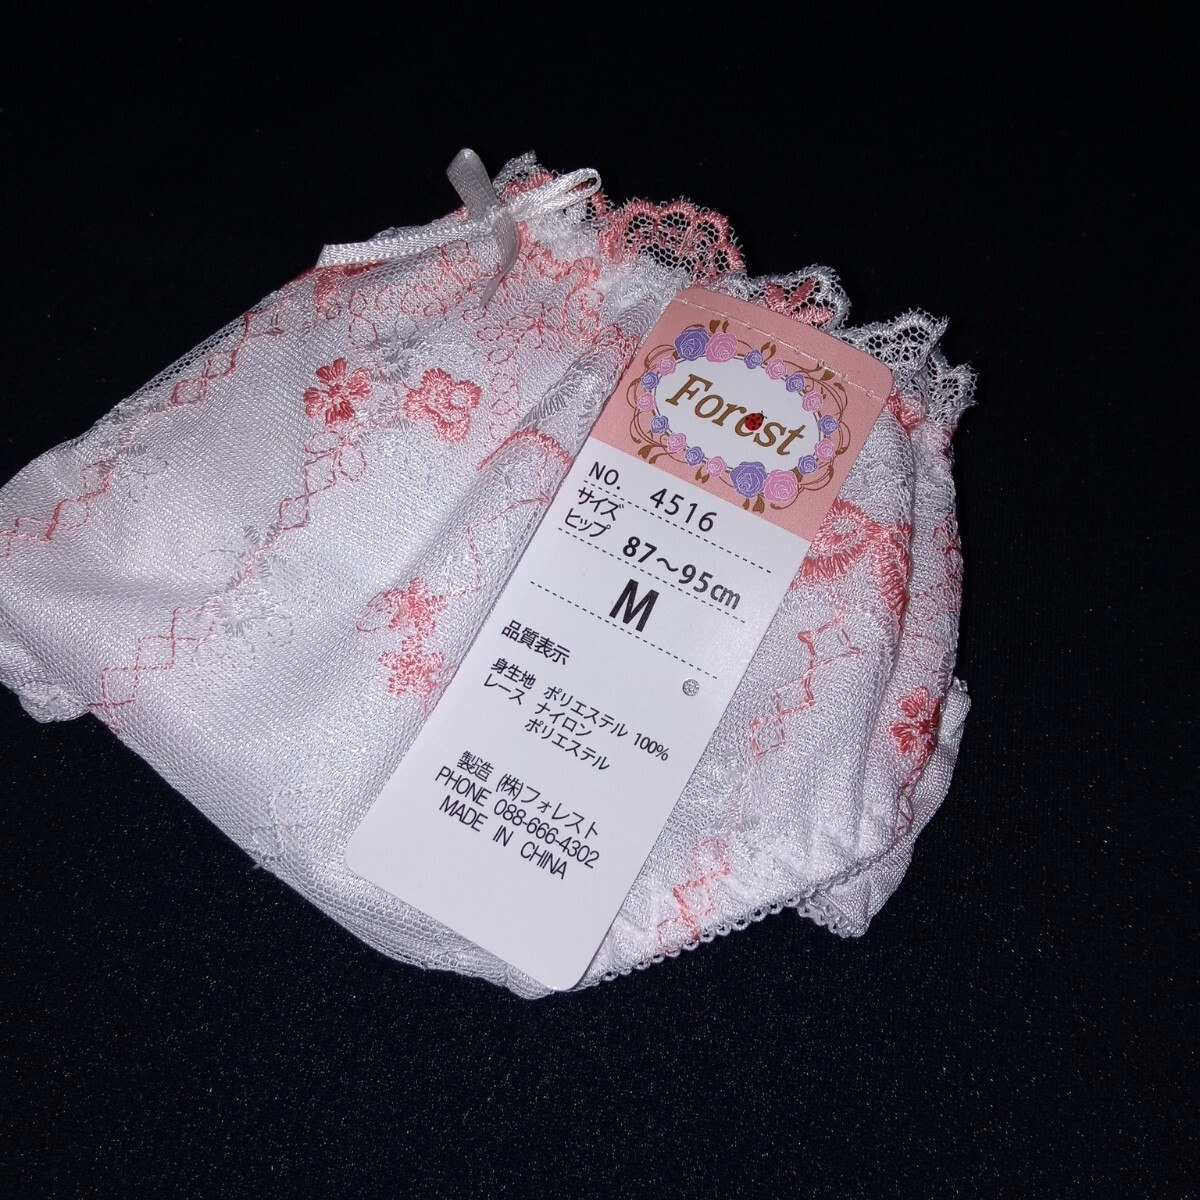 Forest
NO. 4516
サイズ
ヒップ 87～95cm
M
品質表示
身生地 ポリエステル 100%
レース ナイロン
ポリエステル
製造 (株)フォレスト
PHONE 088-666-4302
MADE IN CHINA